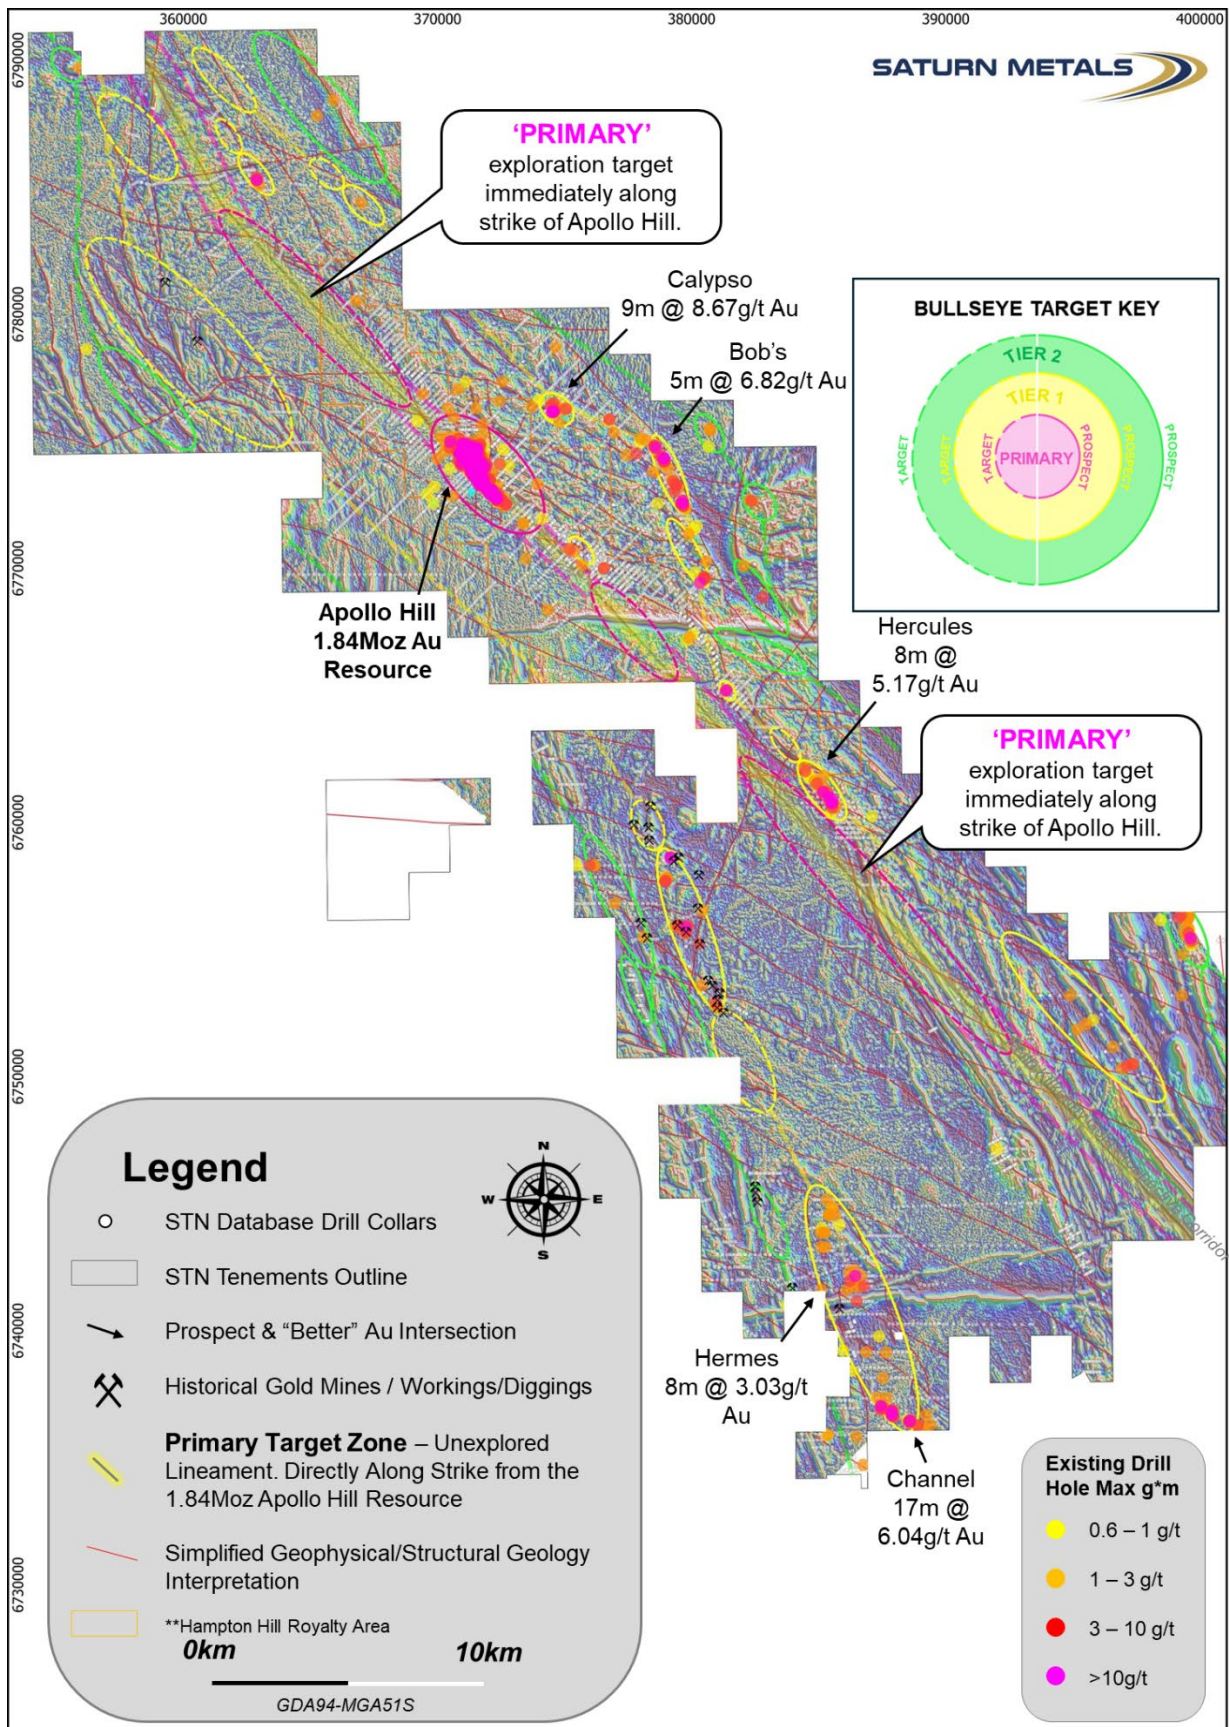 360000
370000
380000
390000
400000
6790000
6780000
6770000
6760000
6750000
6740000
6730000
SATURN METALS
‘PRIMARY’
exploration target
immediately along
strike of Apollo Hill.
Calypso
9m @ 8.67g/t Au
Bob’s
5m @ 6.82g/t Au
BULLSEYE TARGET KEY
TIER 2
TIER 1
PRIMARY
TARGET
TARGET
TARGET
PROSPECT
PROSPECT
PROSPECT
Apollo Hill
1.84Moz Au
Resource
Hercules
8m @
5.17g/t Au
‘PRIMARY’
exploration target
immediately along
strike of Apollo Hill.
Corridor
Hermes
8m @ 3.03g/t
Au
Channel
17m @
6.04g/t Au
Legend
N
W
E
S
STN Database Drill Collars
STN Tenements Outline
Prospect & “Better” Au Intersection
Historical Gold Mines / Workings/Diggings
Primary Target Zone – Unexplored
Lineament. Directly Along Strike from the
1.84Moz Apollo Hill Resource
Simplified Geophysical/Structural Geology
Interpretation
**Hampton Hill Royalty Area
0km
10km
GDA94-MGA51S
Existing Drill
Hole Max g*m
0.6 – 1 g/t
1 – 3 g/t
3 – 10 g/t
>10g/t